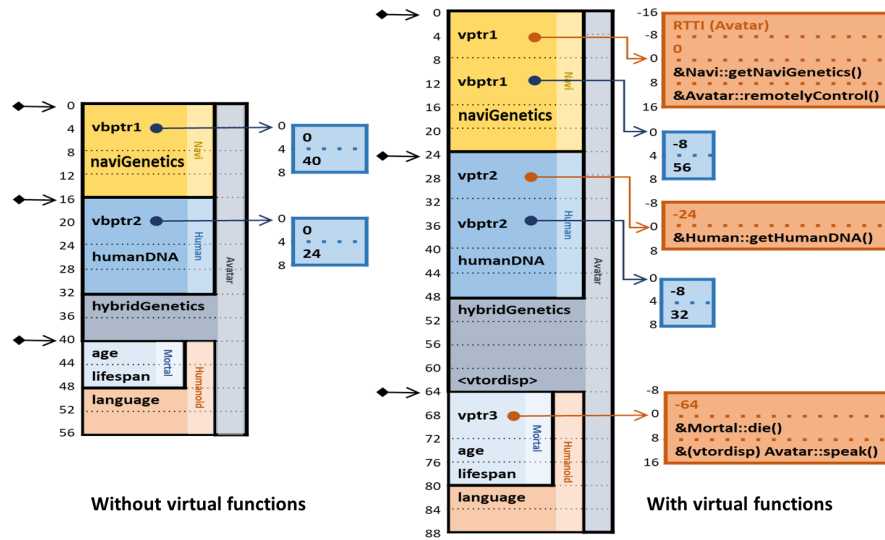 0
4
8
12
16
20
24
28
32
36
40
44
48
52
56
vbptr1
naviGenetics
Navi
vbptr2
humanDNA
Human
hybridGenetics
age
lifespan
Mortal
language
Humanoid
Avatar
0
4
8
0
40
0
4
8
0
24
Without virtual functions
0
4
8
12
16
20
24
28
32
36
40
44
48
52
56
60
64
68
72
76
80
84
88
vptr1
vbptr1
naviGenetics
Navi
vptr2
vbptr2
humanDNA
Human
hybridGenetics
<vtordisp>
vptr3
age
lifespan
Mortal
language
Humanoid
Avatar
-16
-8
0
8
16
RTTI (Avatar)
0
&Navi::getNaviGenetics()
&Avatar::remotelyControl()
0
4
8
-8
56
-8
0
8
-24
&Human::getHumanDNA()
0
4
8
-8
32
-8
0
8
16
-64
&Mortal::die()
&(vtordisp) Avatar::speak()
With virtual functions